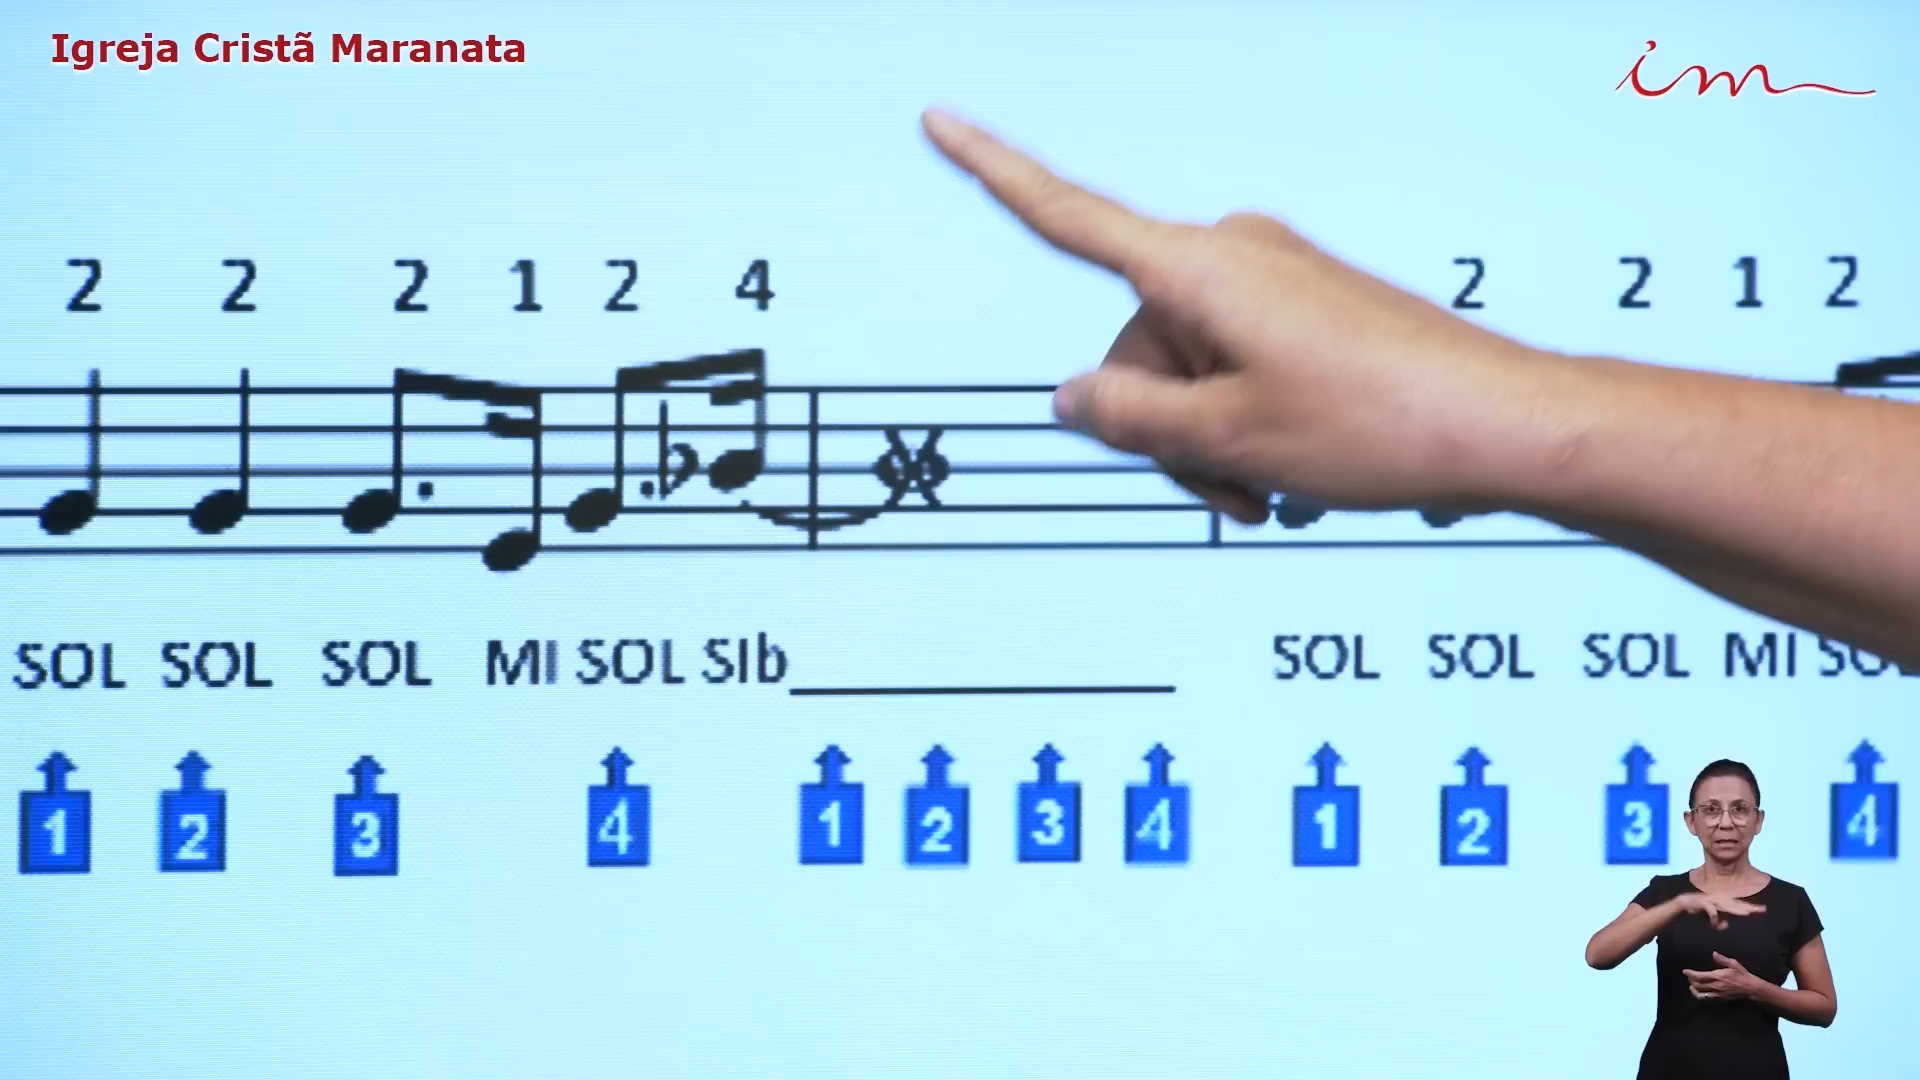 Igreja Cristã Maranata
im
2 2 2 1 2 4 2 2 1 2
SOL SOL SOL MI SOL SIb SOL SOL SOL MI
1 2 3 4 1 2 3 4 1 2 3 4